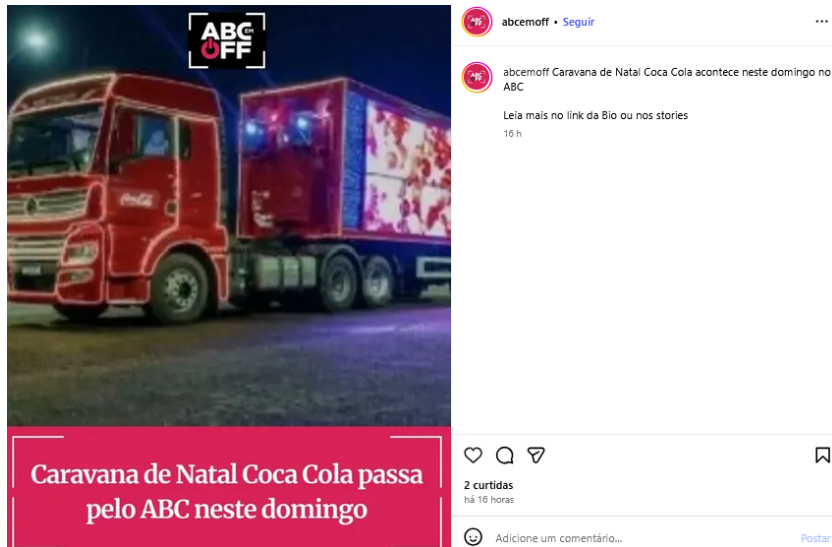 ABC EM
OFF
Coca-Cola
Caravana de Natal Coca Cola passa
pelo ABC neste domingo
abcemoff • Seguir
abcemoff Caravana de Natal Coca Cola acontece neste domingo no
ABC
Leia mais no link da Bio ou nos stories
16 h
2 curtidas
há 16 horas
Adicione um comentário...
Postar